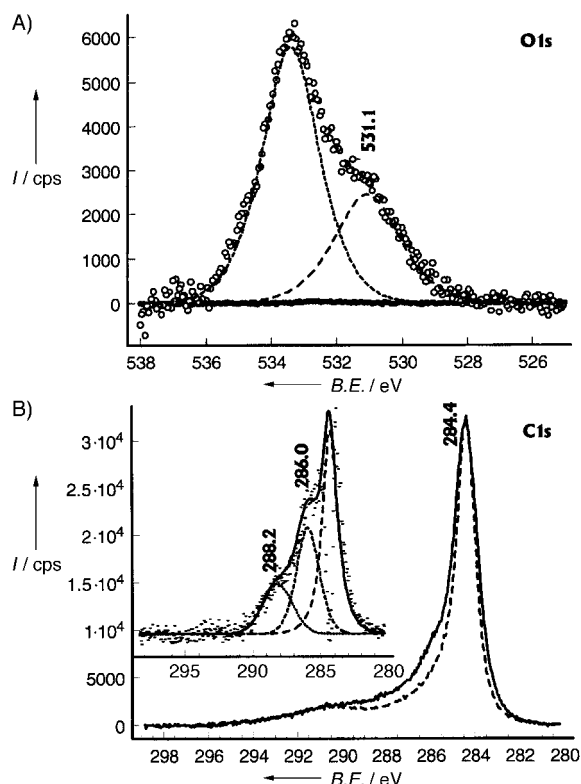 A)
O1s
6000
5000
4000
3000
2000
1000
0
I / cps
531.1
538 536 534 532 530 528 526
B.E. / eV
B)
C1s
3·10⁴
2.5·10⁴
2·10⁴
1.5·10⁴
1·10⁴
5000
0
I / cps
288.2
286.0
284.4
295 290 285 280
298 296 294 292 290 288 286 284 282 280
B.E. / eV